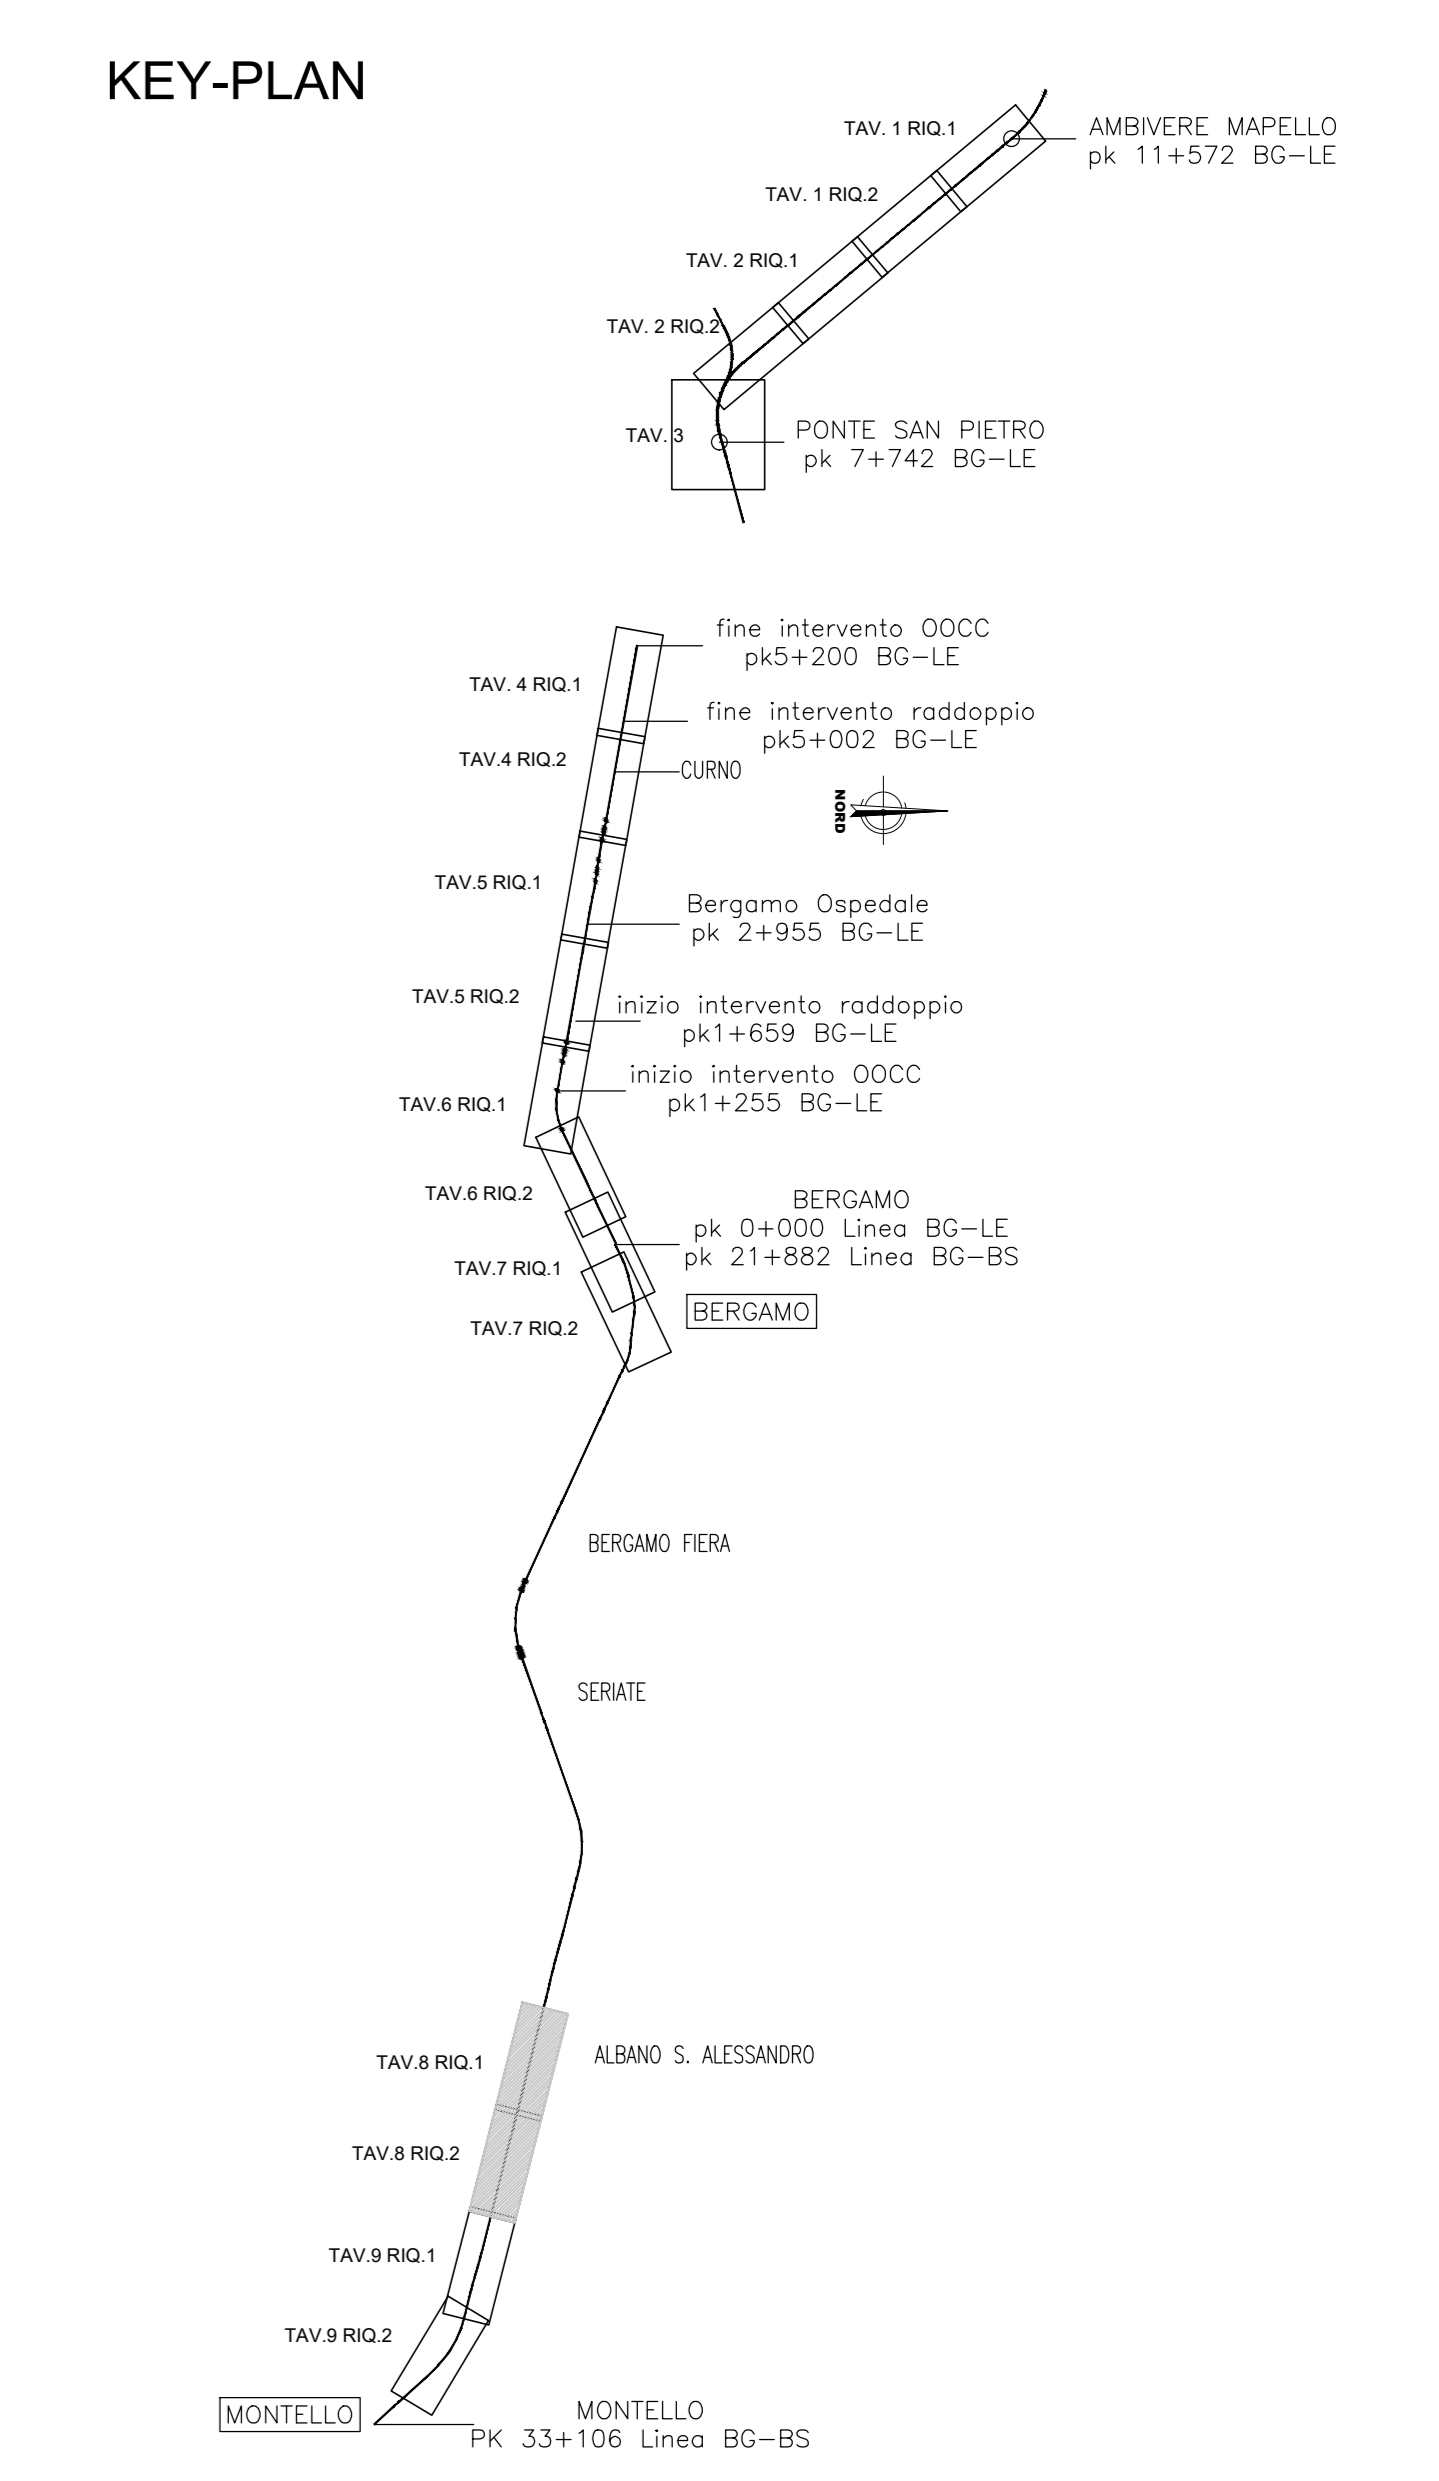 KEY-PLAN
TAV. 1 RIQ.1
AMBIVERE MAPELLO
pk 11+572 BG-LE
TAV. 1 RIQ.2
TAV. 2 RIQ.1
TAV. 2 RIQ.2
TAV. 3
PONTE SAN PIETRO
pk 7+742 BG-LE
fine intervento OOCC
pk5+200 BG-LE
TAV. 4 RIQ.1
fine intervento raddoppio
pk5+002 BG-LE
TAV.4 RIQ.2
CURNO
NORD
TAV.5 RIQ.1
Bergamo Ospedale
pk 2+955 BG-LE
TAV.5 RIQ.2
inizio intervento raddoppio
pk1+659 BG-LE
inizio intervento OOCC
pk1+255 BG-LE
TAV.6 RIQ.1
TAV.6 RIQ.2
BERGAMO
pk 0+000 Linea BG-LE
pk 21+882 Linea BG-BS
TAV.7 RIQ.1
BERGAMO
TAV.7 RIQ.2
BERGAMO FIERA
SERIATE
ALBANO S. ALESSANDRO
TAV.8 RIQ.1
TAV.8 RIQ.2
TAV.9 RIQ.1
TAV.9 RIQ.2
MONTELLO
MONTELLO
PK 33+106 Linea BG-BS